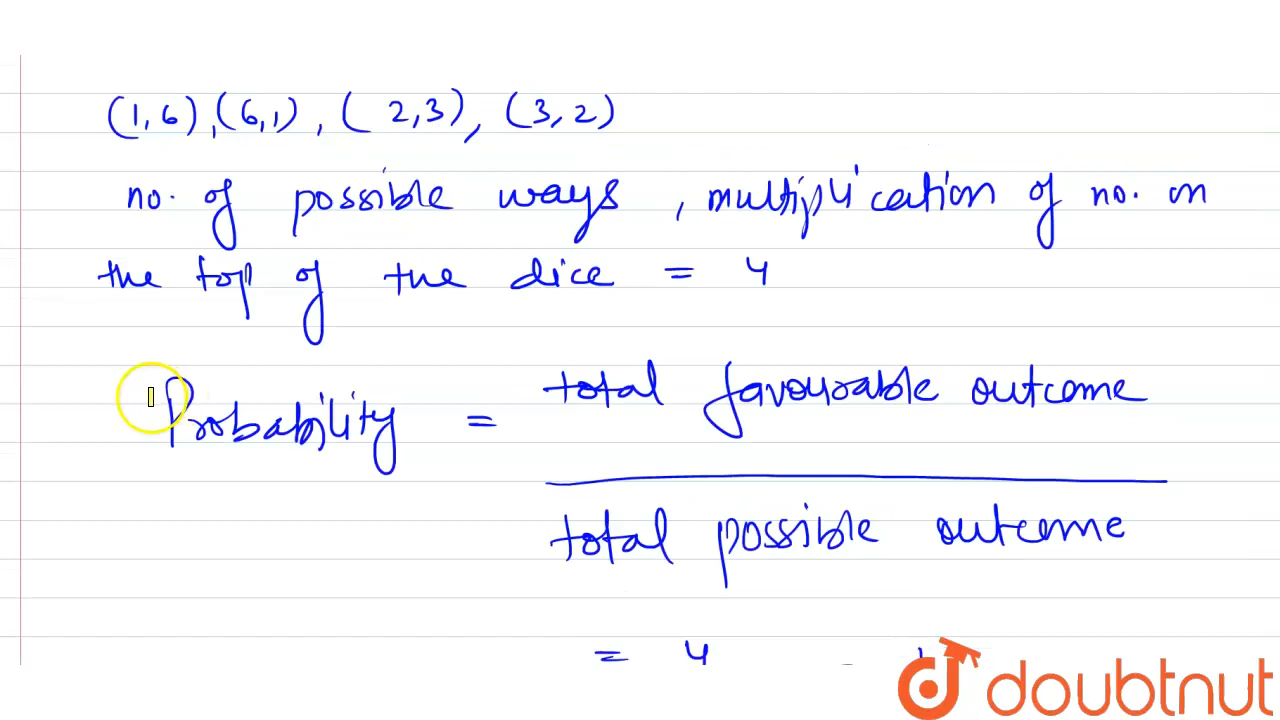 (1,6),(6,1), (2,3), (3,2)
no. of possible ways, multiplication of no. on
the top of the dice = 4
Probability = total favourable outcome
total possible outcome
= 4
doubtnut